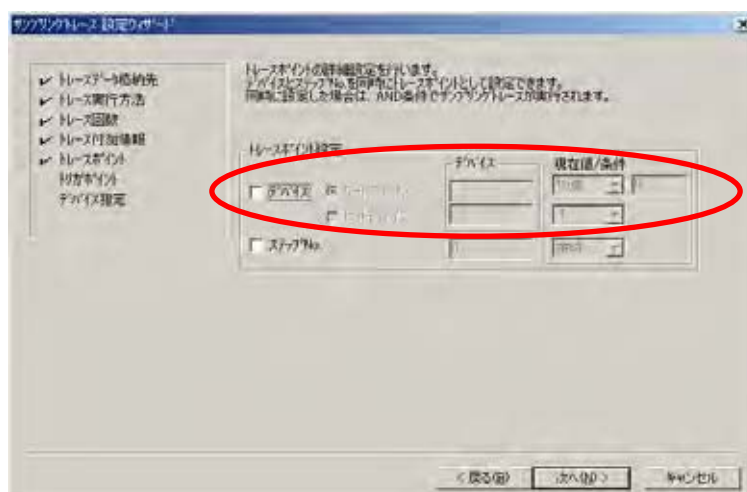 サンプリングトレース 設定ウィザード
トレースデータ格納先
トレース実行方法
トレース回数
トレース付加情報
トレースポイント
トリガポイント
デバイス指定
トレースポイントの詳細設定を行います。
デバイスとステップNo.を同時にトレースポイントとして設定できます。
同時に設定した場合は、AND条件でサンプリングトレースが実行されます。
トレースポイント設定
デバイス
現在値/条件
デバイス
ステップNo.
< 戻る(B)
次へ(N) >
キャンセル